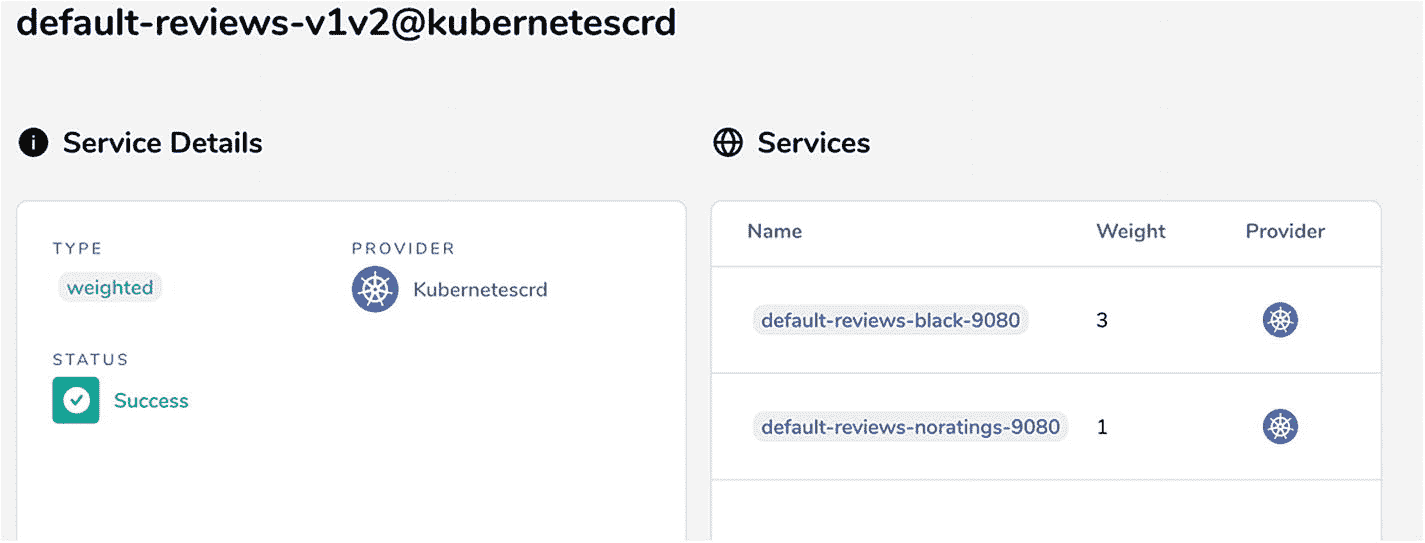 default-reviews-v1v2@kubernetescrd
Service Details
TYPE
PROVIDER
weighted
Kubernetescrd
STATUS
Success
Services
Name Weight Provider
default-reviews-black-9080 3
default-reviews-noratings-9080 1